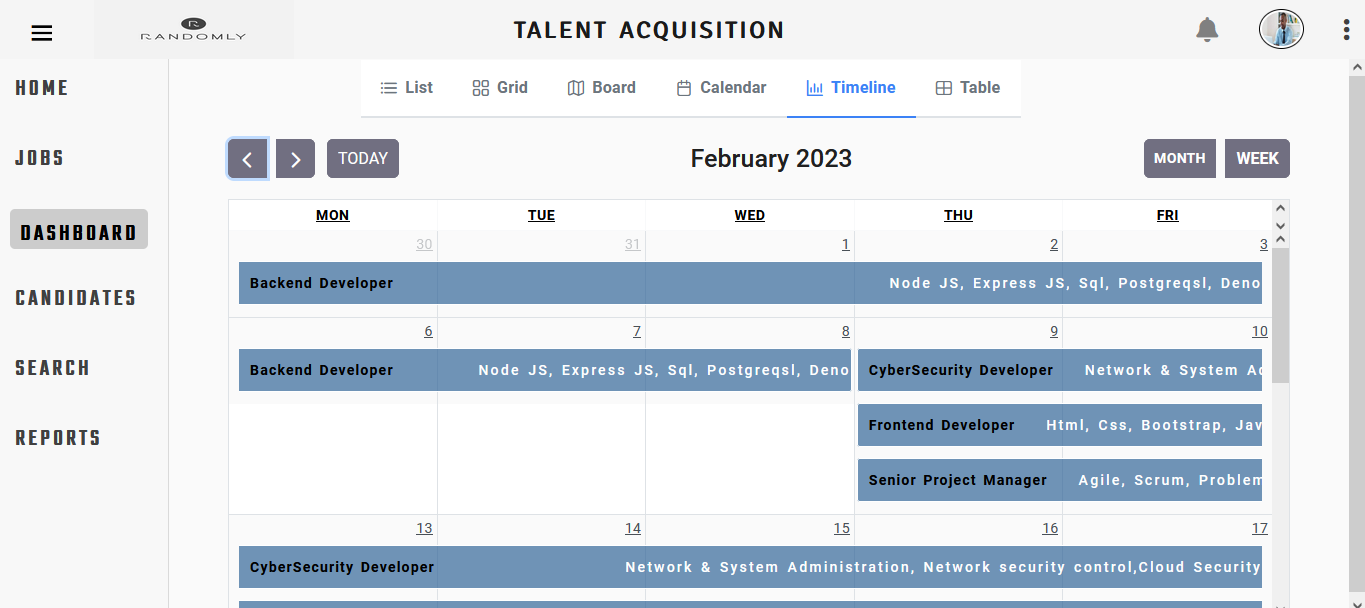 R
RANDOMLY
TALENT ACQUISITION
HOME
JOBS
DASHBOARD
CANDIDATES
SEARCH
REPORTS
List Grid Board Calendar Timeline Table
TODAY February 2023 MONTH WEEK
MON TUE WED THU FRI
30 31 1 2 3
Backend Developer Node JS, Express JS, Sql, Postgreqsl, Deno
6 7 8 9 10
Backend Developer Node JS, Express JS, Sql, Postgreqsl, Deno CyberSecurity Developer Network & System
Frontend Developer Html, Css, Bootstrap, Jav
Senior Project Manager Agile, Scrum, Problem
13 14 15 16 17
CyberSecurity Developer Network & System Administration, Network security control,Cloud Security